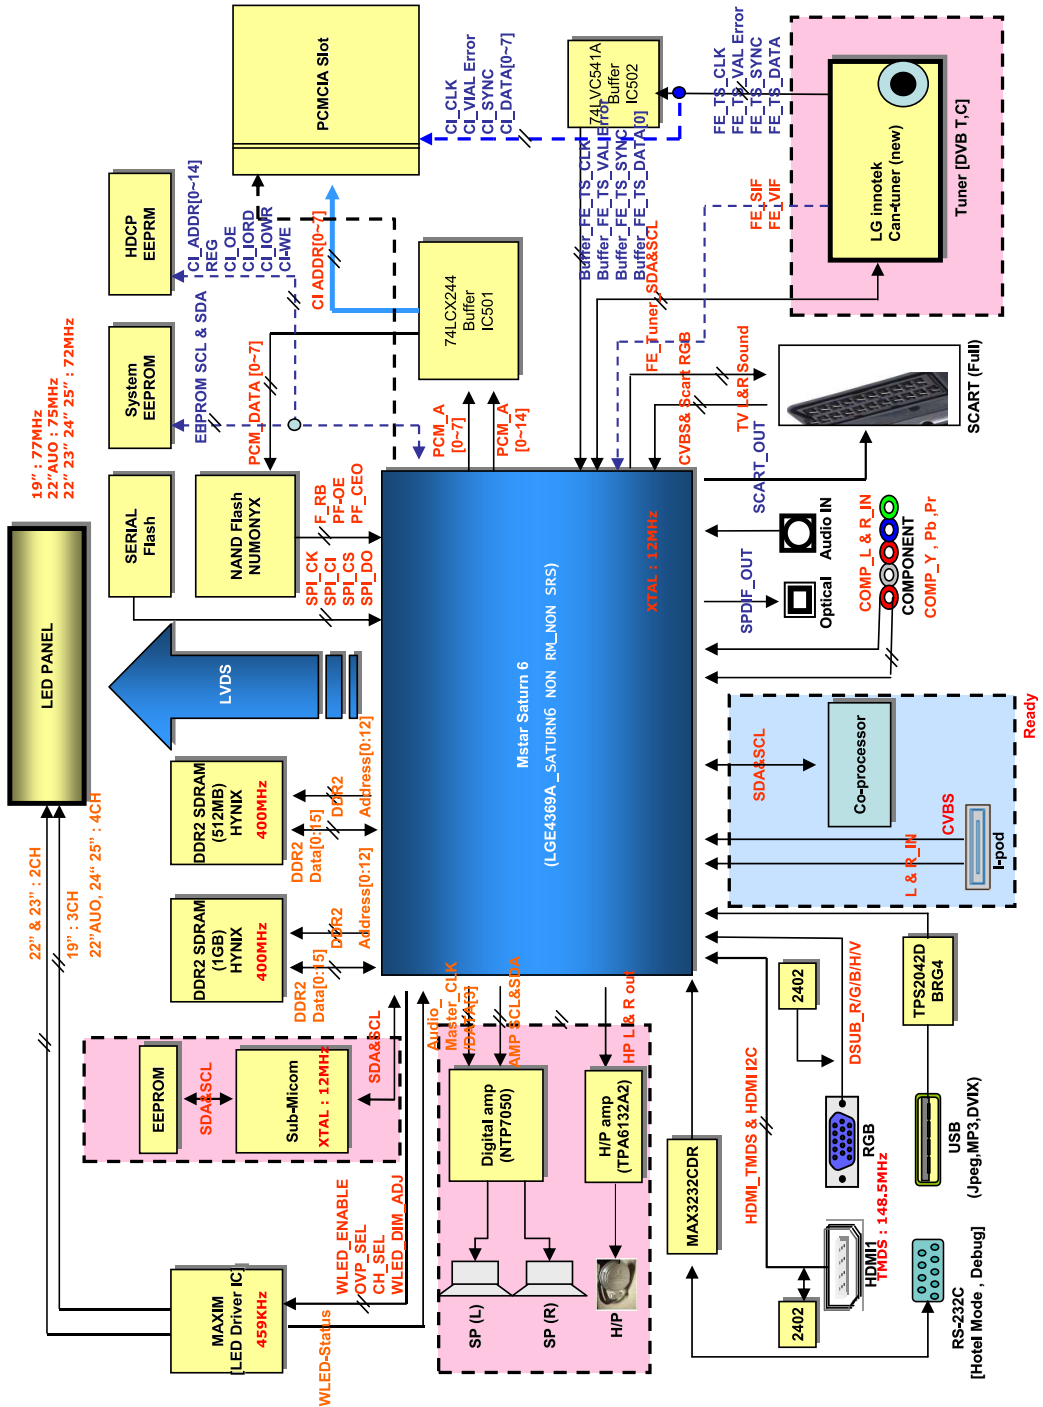 LED PANEL
19” : 77MHz
22”AUO : 75MHz
22” 23” 24” 25” : 72MHz
22” & 23” : 2CH
19” : 3CH
22”AUO, 24“ 25” : 4CH
HDCP
EEPRM
System
EEPROM
SERIAL
Flash
EEPROM SCL & SDA
PCMCIA Slot
CI_ADDR[0~14]
REG
CI_OE
CI_IORD
CI_IOWR
CI-WE
CI ADDR[0~7]
CI_CLK
CI_VIAL Error
CI_SYNC
CI_DATA[0~7]
74LVC541A
Buffer
IC502
FE_TS_CLK
FE_TS_VAL Error
FE_TS_SYNC
FE_TS_DATA
Buffer_FE_TS_CLK
Buffer_FE_TS_VAL Error
Buffer_FE_TS_SYNC
Buffer_FE_TS_DATA[0]
FE_SIF
FE_VIF
FE_Tuner_SDA&SCL
LG innotek
Can-tuner (new)
Tuner [DVB T,C]
74LCX244
Buffer
IC501
PCM_DATA [0~7]
PCM_A
[0~7]
PCM_A
[0~14]
NAND Flash
NUMONYX
F_RB
PF-OE
PF_CEO
SPI_CK
SPI_CI
SPI_CS
SPI_DO
LVDS
CVBS& Scart RGB
TV L&R Sound
SCART (Full)
SCART_OUT
Audio IN
SPDIF_OUT
Optical
COMP_L & R_IN
COMPONENT
COMP_Y , Pb ,Pr
Mstar Saturn 6
(LGE4369A _SATURN6 NON RM_NON SRS)
XTAL : 12MHz
DDR2 SDRAM
(512MB)
HYNIX
400MHz
DDR2
Data[0:15]
DDR2
Address[0:12]
DDR2 SDRAM
(1GB)
HYNIX
400MHz
DDR2
Data[0:15]
DDR2
Address[0:12]
SDA&SCL
Co-processor
CVBS
L & R_IN
I-pod
Ready
EEPROM
SDA&SCL
Sub-Micom
XTAL : 12MHz
SDA&SCL
Audio_
Master_CLK
/DATA[3]
AMP SCL&SDA
HP L & R out
Digital amp
(NTP7050)
H/P amp
(TPA6132A2)
SP (L)
SP (R)
H/P
MAXIM
[LED Driver IC]
459KHz
WLED_ENABLE
OVP_SEL
CH_SEL
WLED_DIM_ADJ
WLED-Status
MAX3232CDR
HDMI_TMDS & HDMI I2C
2402
DSUB_R/G/B/H/V
TPS2042D
BRG4
RGB
USB
(Jpeg,MP3,DVIX)
HDMI1
TMDS : 148.5MHz
2402
RS-232C
[Hotel Mode , Debug]